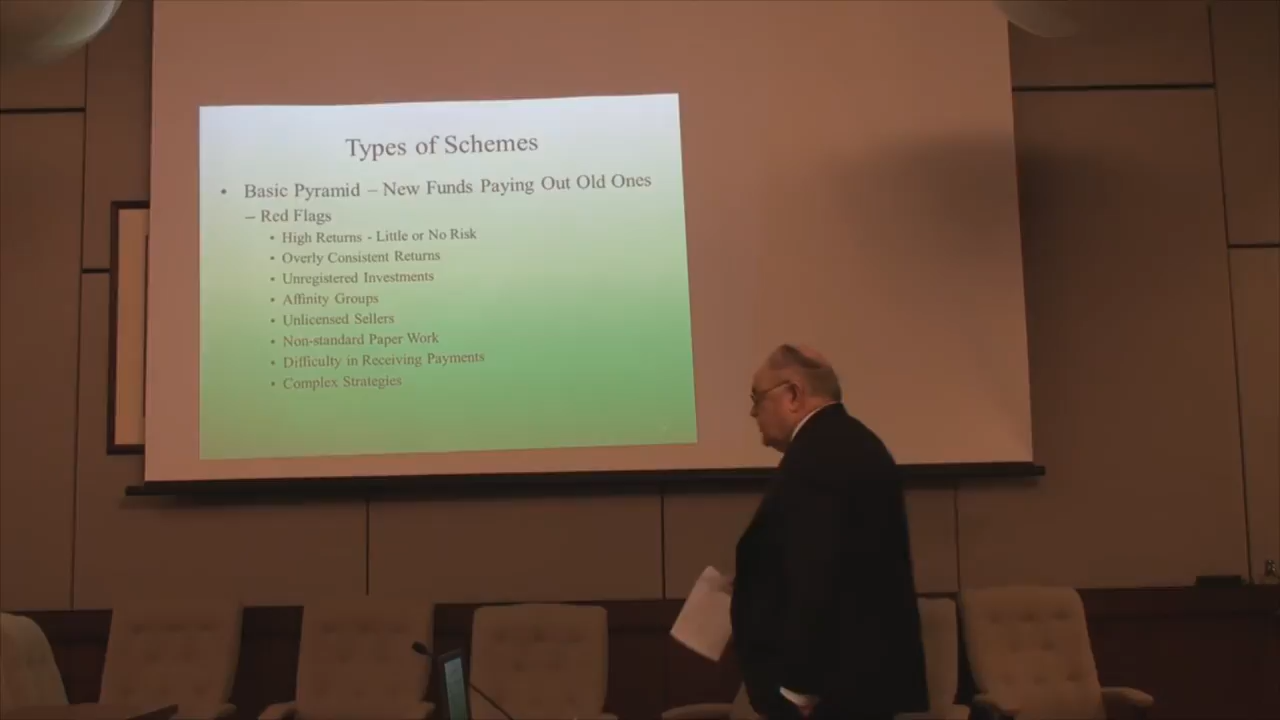 Types of Schemes
• Basic Pyramid – New Funds Paying Out Old Ones
– Red Flags
• High Returns - Little or No Risk
• Overly Consistent Returns
• Unregistered Investments
• Affinity Groups
• Unlicensed Sellers
• Non-standard Paper Work
• Difficulty in Receiving Payments
• Complex Strategies